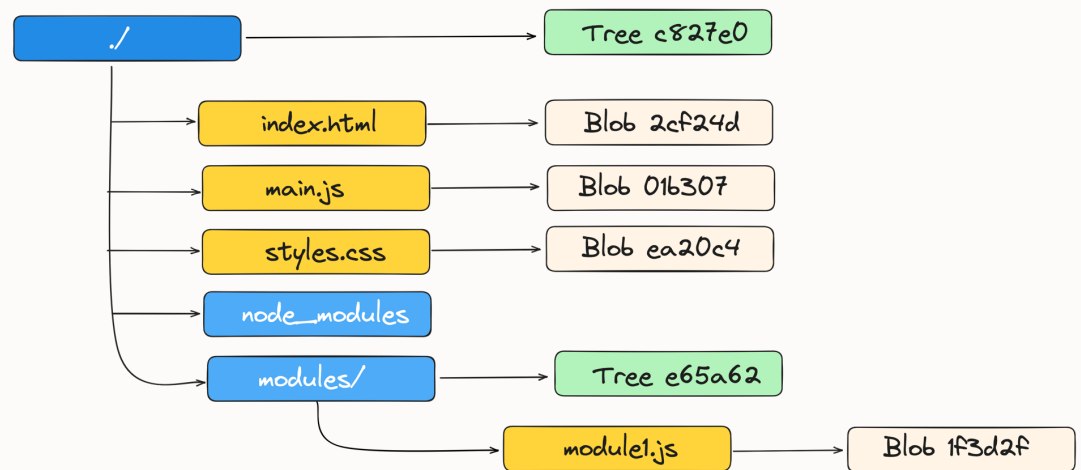 ./
Tree c827e0
index.html
Blob 2cf24d
main.js
Blob 01b307
styles.css
Blob ea20c4
node_modules
modules/
Tree e65a62
module1.js
Blob 1f3d2f